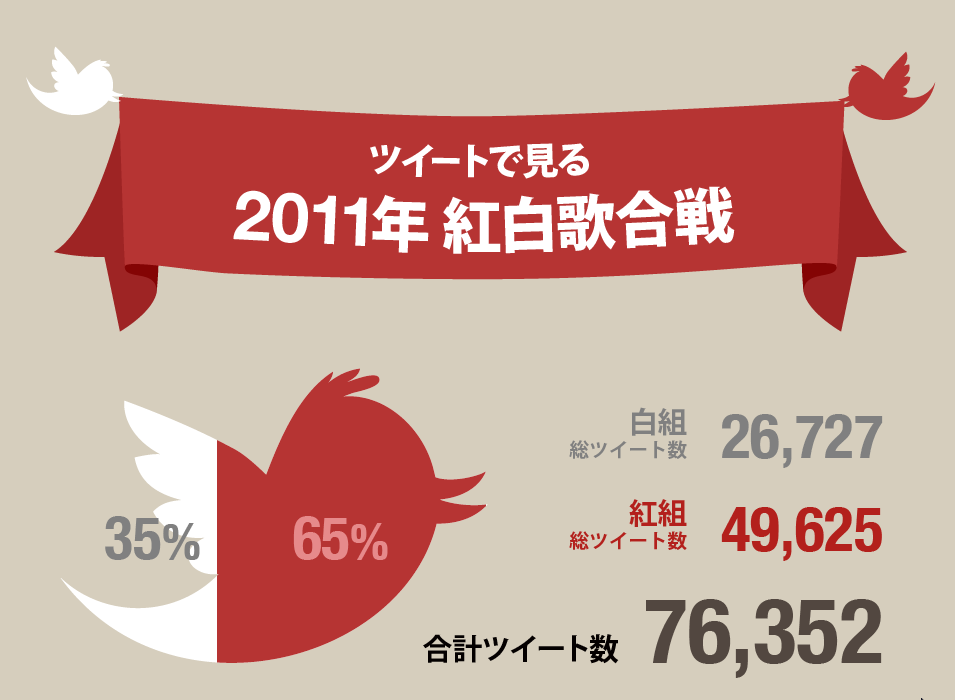 ツイートで見る
2011年 紅白歌合戦
35%
65%
白組
総ツイート数
26,727
紅組
総ツイート数
49,625
合計ツイート数 76,352